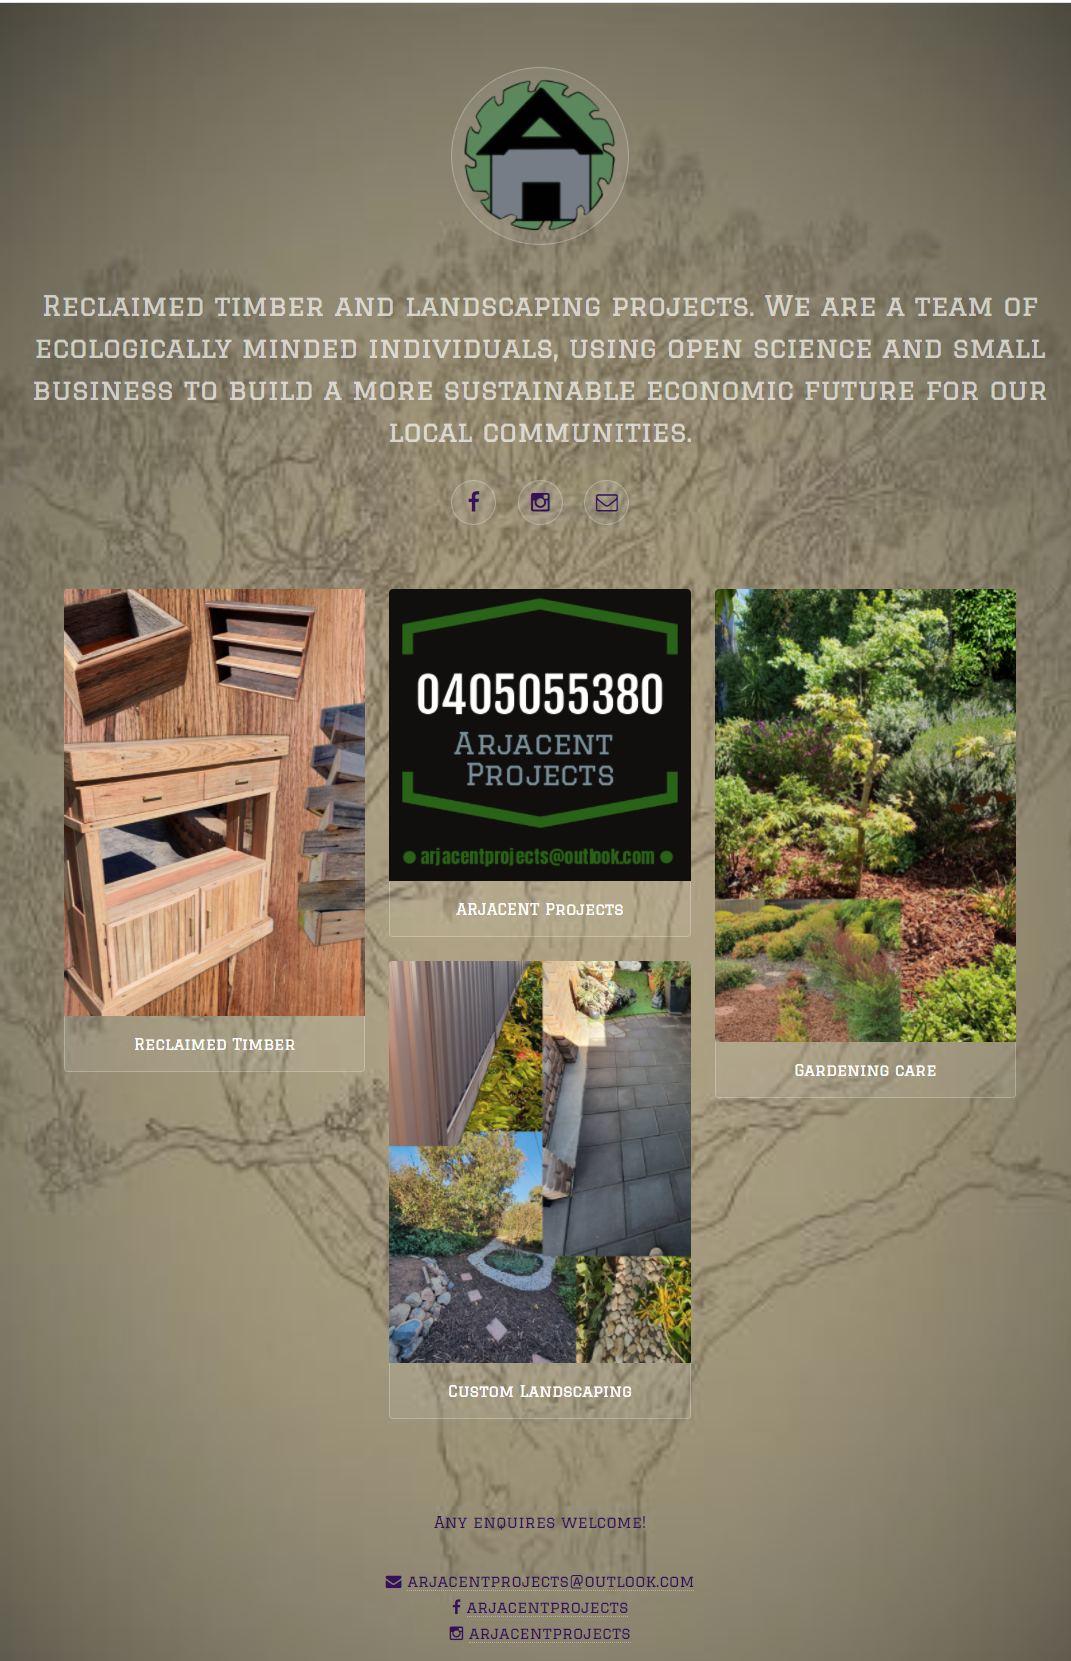 Reclaimed timber and landscaping projects. We are a team of
ecologically minded individuals, using open science and small
business to build a more sustainable economic future for our
local communities.
0405055380
Arjacent
Projects
arjacentprojects@outlook.com
ARJACENT Projects
Reclaimed Timber
Gardening care
Custom Landscaping
Any enquires welcome!
arjacentprojects@outlook.com
arjacentprojects
arjacentprojects